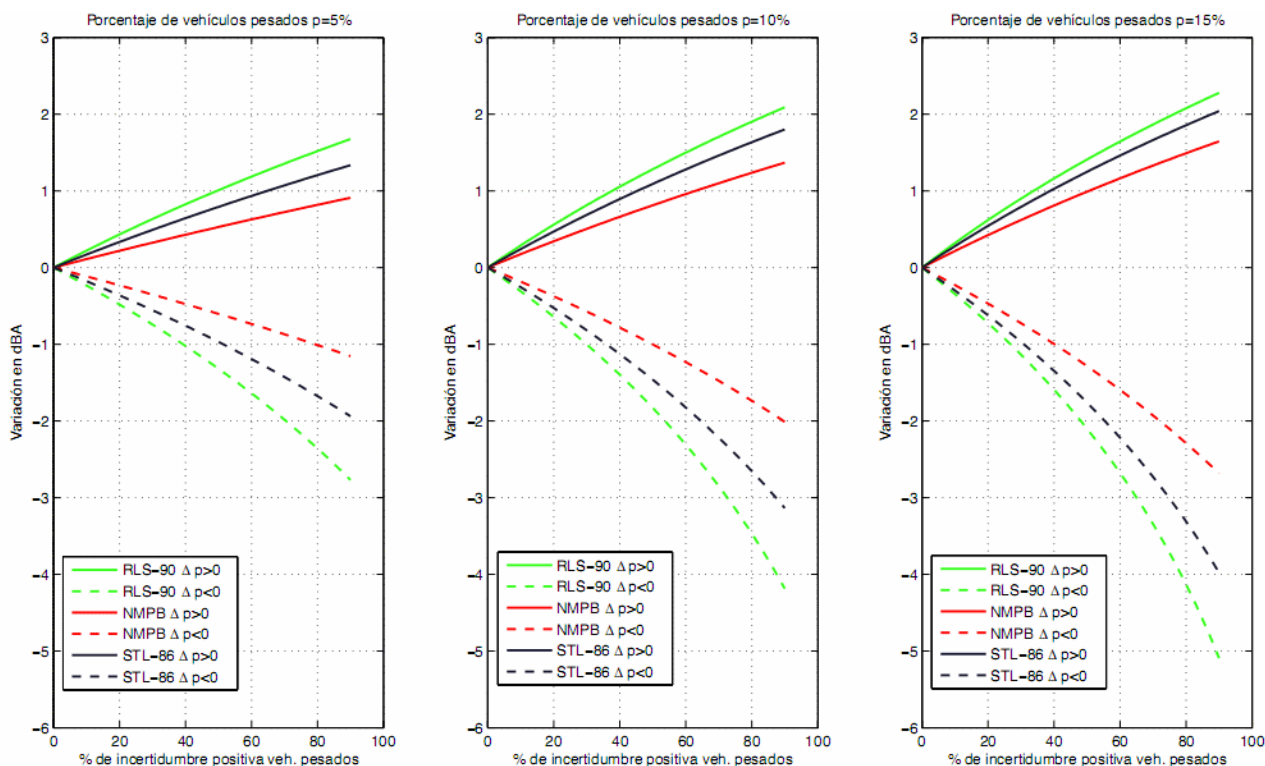 Porcentaje de vehículos pesados p=5%
3
2
1
0
−1
−2
−3
−4
−5
−6
Variación en dBA
RLS−90 Δ p>0
RLS−90 Δ p<0
NMPB Δ p>0
NMPB Δ p<0
STL−86 Δ p>0
STL−86 Δ p<0
0 20 40 60 80 100
% de incertidumbre positiva veh. pesados
Porcentaje de vehículos pesados p=10%
3
2
1
0
−1
−2
−3
−4
−5
−6
Variación en dBA
RLS−90 Δ p>0
RLS−90 Δ p<0
NMPB Δ p>0
NMPB Δ p<0
STL−86 Δ p>0
STL−86 Δ p<0
0 20 40 60 80 100
% de incertidumbre positiva veh. pesados
Porcentaje de vehículos pesados p=15%
3
2
1
0
−1
−2
−3
−4
−5
−6
Variación en dBA
RLS−90 Δ p>0
RLS−90 Δ p<0
NMPB Δ p>0
NMPB Δ p<0
STL−86 Δ p>0
STL−86 Δ p<0
0 20 40 60 80 100
% de incertidumbre positiva veh. pesados